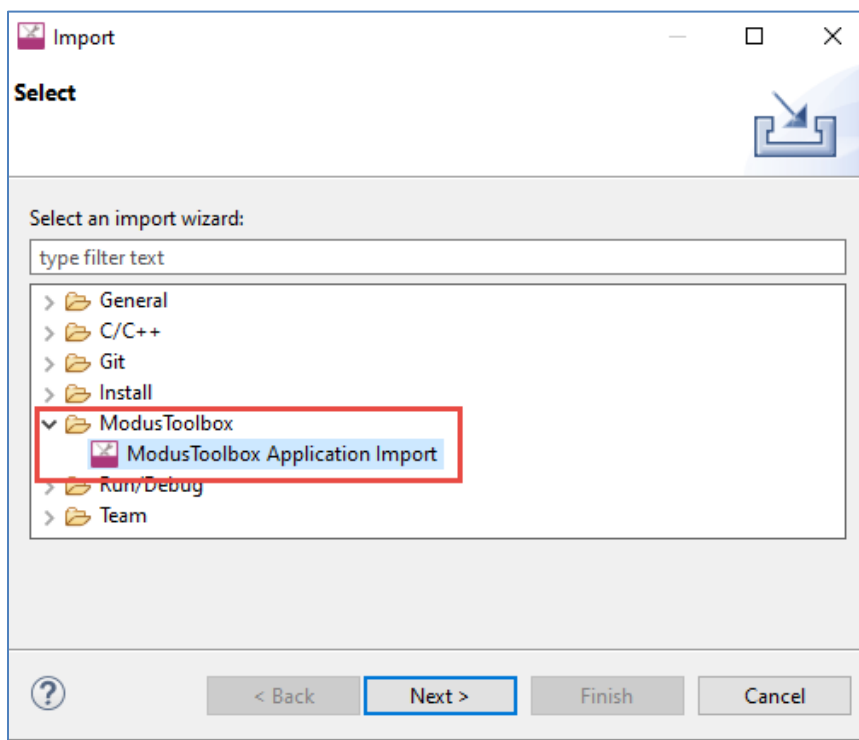 Import
Select
Select an import wizard:
type filter text
General
C/C++
Git
Install
ModusToolbox
ModusToolbox Application Import
Run/Debug
Team
?
< Back Next > Finish Cancel